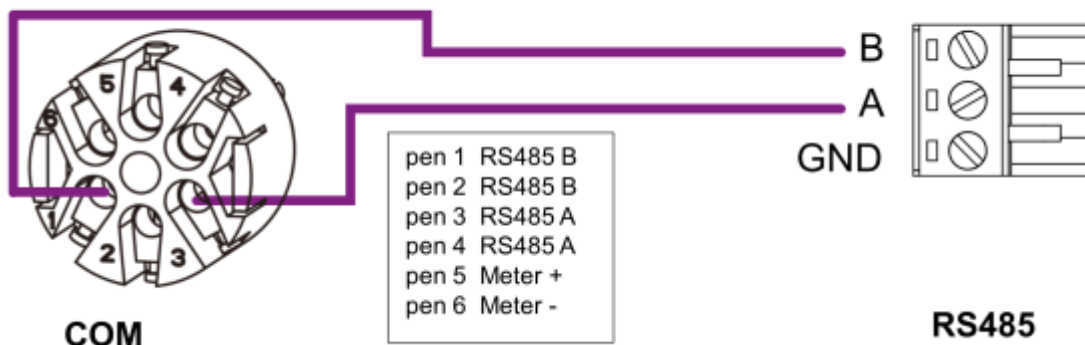 B
A
GND
5
4
6
1
2
3
pen 1 RS485 B
pen 2 RS485 B
pen 3 RS485 A
pen 4 RS485 A
pen 5 Meter +
pen 6 Meter -
COM
RS485